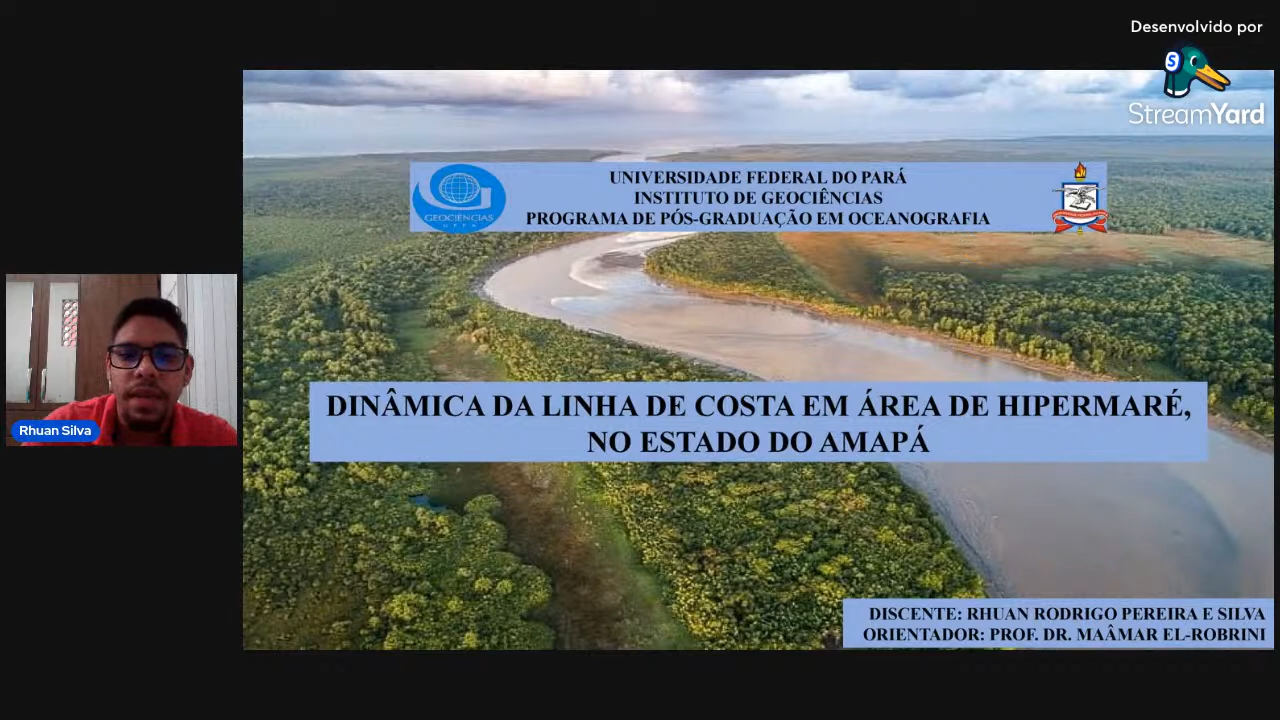 Desenvolvido por
S
StreamYard
UNIVERSIDADE FEDERAL DO PARÁ
INSTITUTO DE GEOCIÊNCIAS
PROGRAMA DE PÓS-GRADUAÇÃO EM OCEANOGRAFIA
GEOCIÊNCIAS
UFPA
Rhuan Silva
DINÂMICA DA LINHA DE COSTA EM ÁREA DE HIPERMARÉ,
NO ESTADO DO AMAPÁ
DISCENTE: RHUAN RODRIGO PEREIRA E SILVA
ORIENTADOR: PROF. DR. MAÂMAR EL-ROBRINI